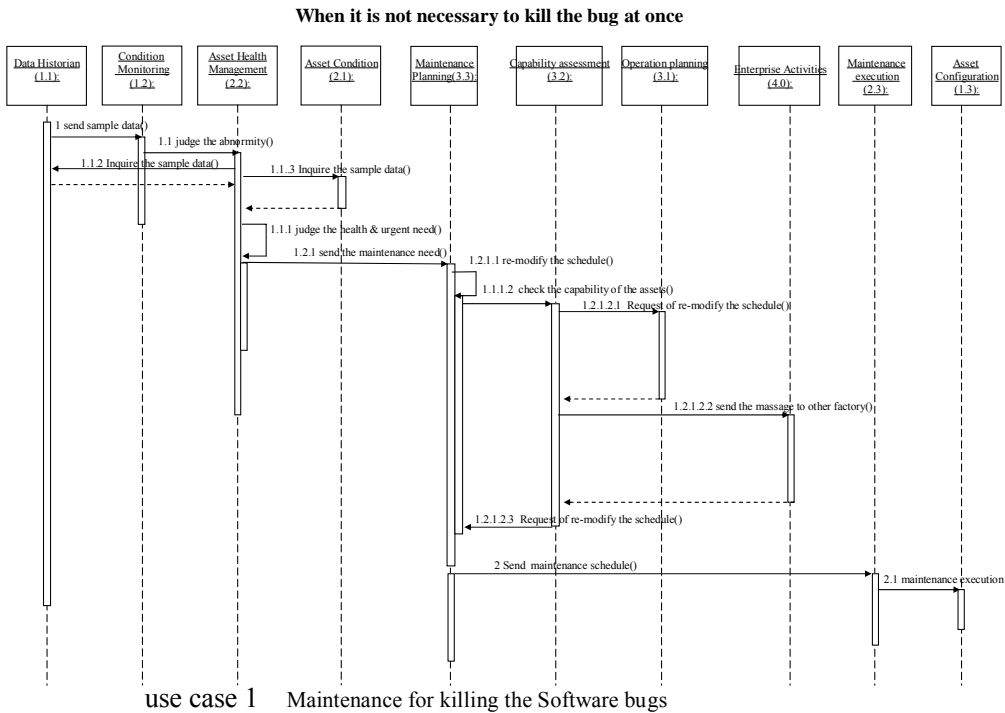 When it is not necessary to kill the bug at once
Data Historian
(1.1):
Condition
Monitoring
(1.2):
Asset Health
Management
(2.2):
Asset Condition
(2.1):
Maintenance
Planning(3.3):
Capability assessment
(3.2):
Operation planning
(3.1):
Enterprise Activities
(4.0):
Maintenance
execution
(2.3):
Asset
Configuration
(1.3):
1 send sample data()
1.1 judge the abnormity()
1.1.2 Inquire the sample data()
1.1.3 Inquire the sample data()
1.1.1 judge the health & urgent need()
1.2.1 send the maintenance need()
1.2.1.1 re-modify the schedule()
1.1.1.2 check the capability of the assets()
1.2.1.2.1 Request of re-modify the schedule()
1.2.1.2.2 send the massage to other factory()
1.2.1.2.3 Request of re-modify the schedule()
2 Send maintenance schedule()
2.1 maintenance execution
use case 1 Maintenance for killing the Software bugs